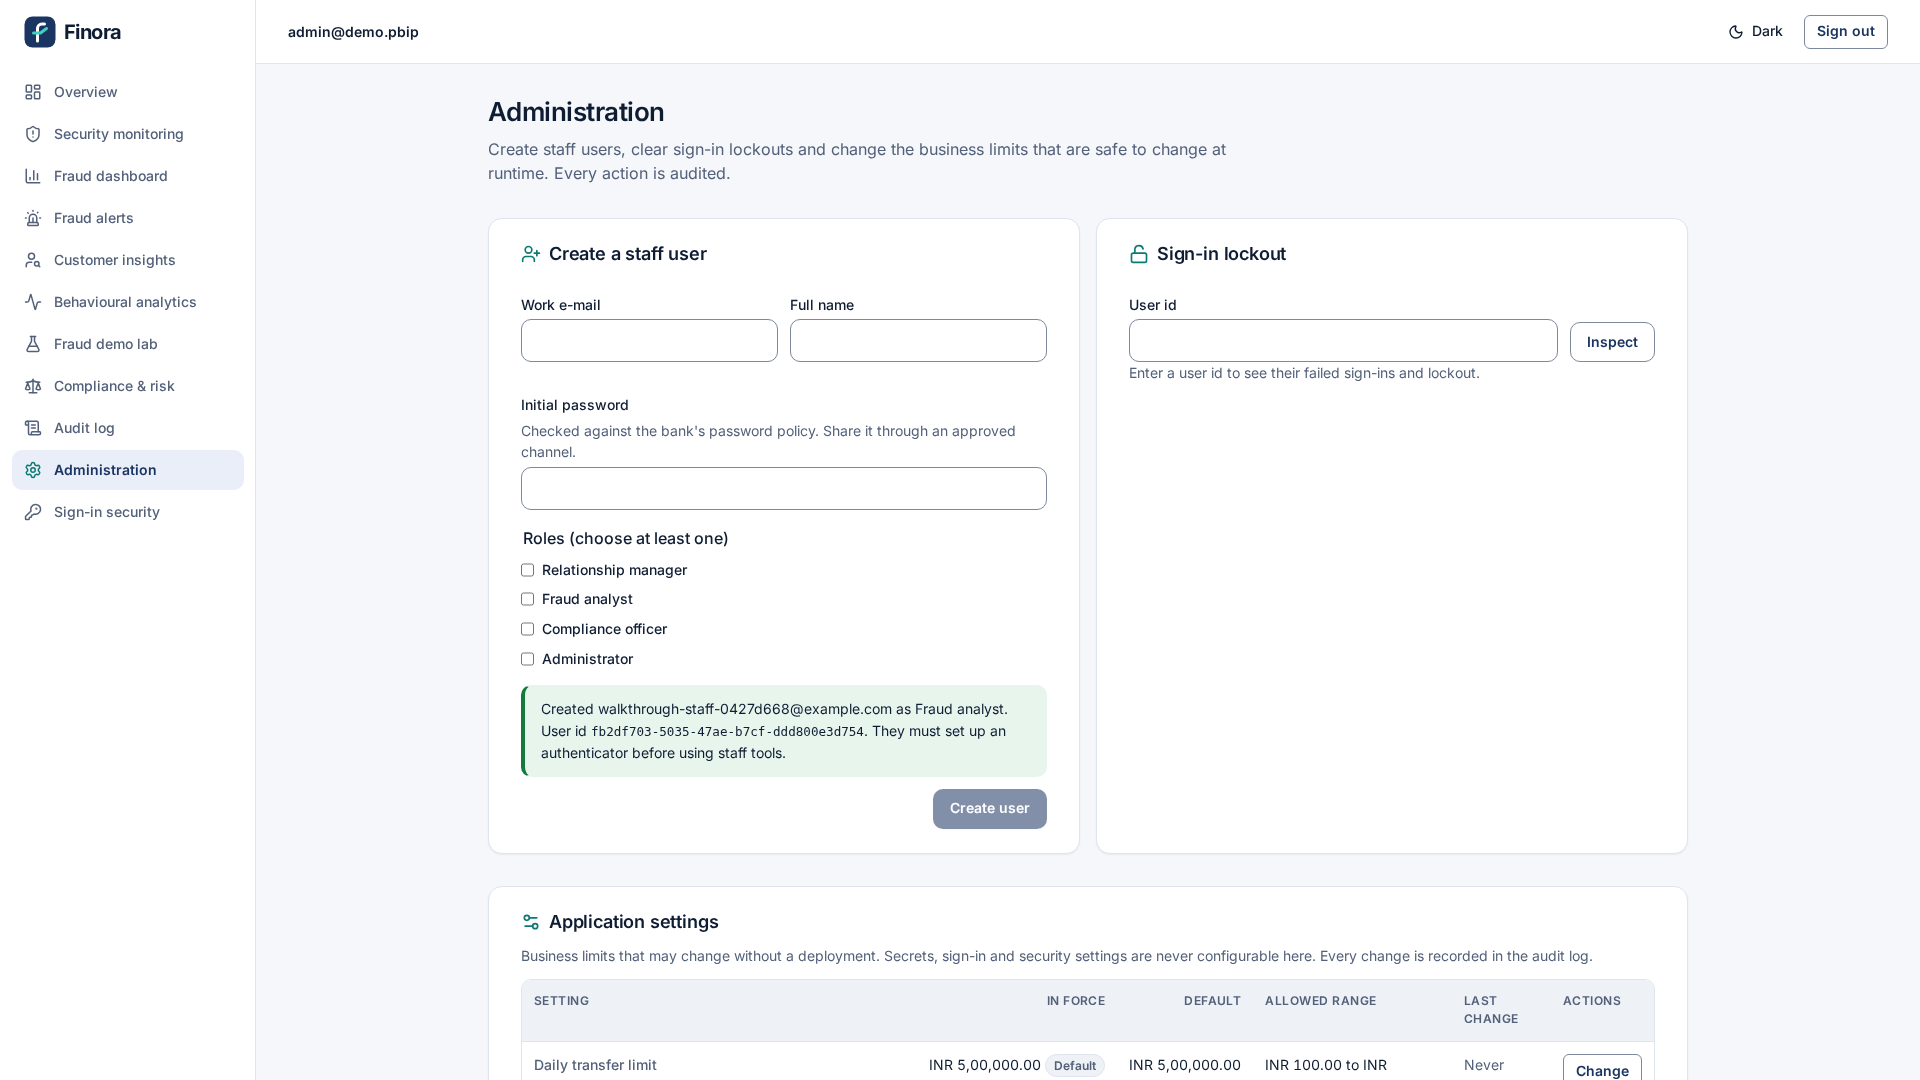 Finora
admin@demo.pbip
Dark
Sign out
Overview
Security monitoring
Fraud dashboard
Fraud alerts
Customer insights
Behavioural analytics
Fraud demo lab
Compliance & risk
Audit log
Administration
Sign-in security
Administration
Create staff users, clear sign-in lockouts and change the business limits that are safe to change at
runtime. Every action is audited.
Create a staff user
Work e-mail
Full name
Initial password
Checked against the bank's password policy. Share it through an approved
channel.
Roles (choose at least one)
Relationship manager
Fraud analyst
Compliance officer
Administrator
Created walkthrough-staff-0427d668@example.com as Fraud analyst.
User id fb2df703-5035-47ae-b7cf-ddd800e3d754. They must set up an
authenticator before using staff tools.
Create user
Sign-in lockout
User id
Inspect
Enter a user id to see their failed sign-ins and lockout.
Application settings
Business limits that may change without a deployment. Secrets, sign-in and security settings are never configurable here. Every change is recorded in the audit log.
SETTING IN FORCE DEFAULT ALLOWED RANGE LAST CHANGE ACTIONS
Daily transfer limit INR 5,00,000.00 Default INR 5,00,000.00 INR 100.00 to INR Never Change